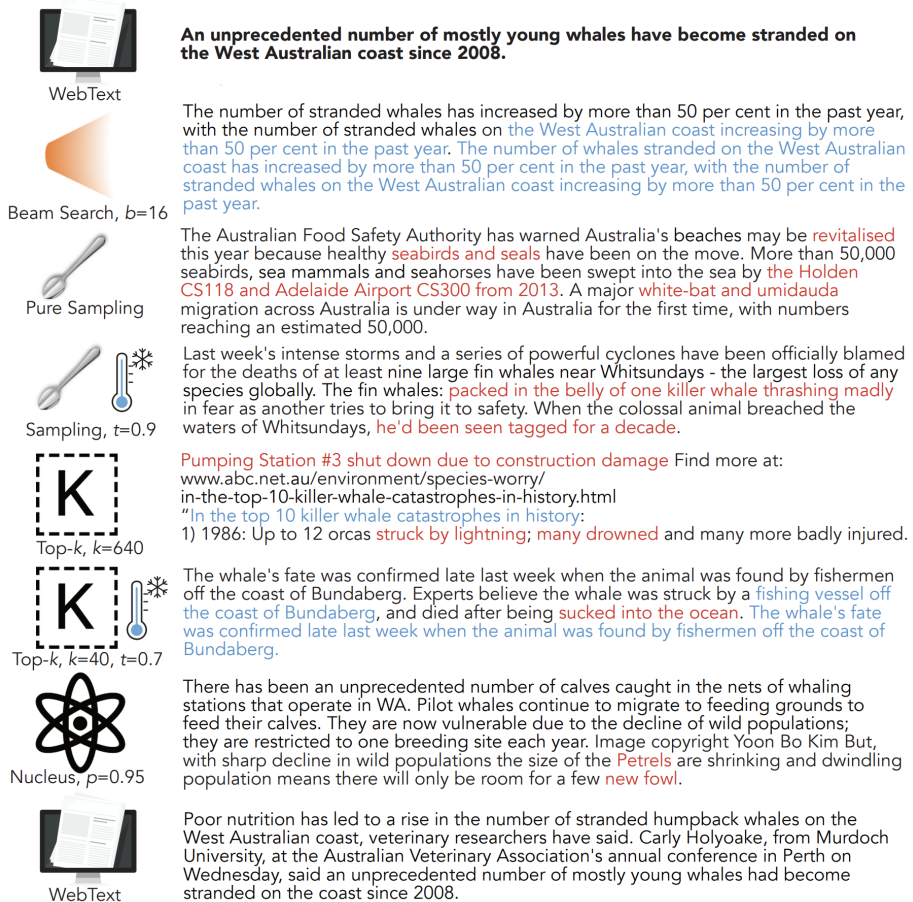 An unprecedented number of mostly young whales have become stranded on
the West Australian coast since 2008.
WebText
The number of stranded whales has increased by more than 50 per cent in the past year,
with the number of stranded whales on the West Australian coast increasing by more
than 50 per cent in the past year. The number of whales stranded on the West Australian
coast has increased by more than 50 per cent in the past year, with the number of
stranded whales on the West Australian coast increasing by more than 50 per cent in the
past year.
Beam Search, b=16
The Australian Food Safety Authority has warned Australia's beaches may be revitalised
this year because healthy seabirds and seals have been on the move. More than 50,000
seabirds, sea mammals and seahorses have been swept into the sea by the Holden
CS118 and Adelaide Airport CS300 from 2013. A major white-bat and umidauda
migration across Australia is under way in Australia for the first time, with numbers
reaching an estimated 50,000.
Pure Sampling
Last week's intense storms and a series of powerful cyclones have been officially blamed
for the deaths of at least nine large fin whales near Whitsundays - the largest loss of any
species globally. The fin whales: packed in the belly of one killer whale thrashing madly
in fear as another tries to bring it to safety. When the colossal animal breached the
waters of Whitsundays, he'd been seen tagged for a decade.
Sampling, t=0.9
K
Pumping Station #3 shut down due to construction damage Find more at:
www.abc.net.au/environment/species-worry/
in-the-top-10-killer-whale-catastrophes-in-history.html
“In the top 10 killer whale catastrophes in history:
1) 1986: Up to 12 orcas struck by lightning; many drowned and many more badly injured.
Top-k, k=640
K
The whale's fate was confirmed late last week when the animal was found by fishermen
off the coast of Bundaberg. Experts believe the whale was struck by a fishing vessel off
the coast of Bundaberg, and died after being sucked into the ocean. The whale's fate
was confirmed late last week when the animal was found by fishermen off the coast of
Bundaberg.
Top-k, k=40, t=0.7
There has been an unprecedented number of calves caught in the nets of whaling
stations that operate in WA. Pilot whales continue to migrate to feeding grounds to
feed their calves. They are now vulnerable due to the decline of wild populations;
they are restricted to one breeding site each year. Image copyright Yoon Bo Kim But,
with sharp decline in wild populations the size of the Petrels are shrinking and dwindling
population means there will only be room for a few new fowl.
Nucleus, p=0.95
Poor nutrition has led to a rise in the number of stranded humpback whales on the
West Australian coast, veterinary researchers have said. Carly Holyoake, from Murdoch
University, at the Australian Veterinary Association's annual conference in Perth on
Wednesday, said an unprecedented number of mostly young whales had become
stranded on the coast since 2008.
WebText